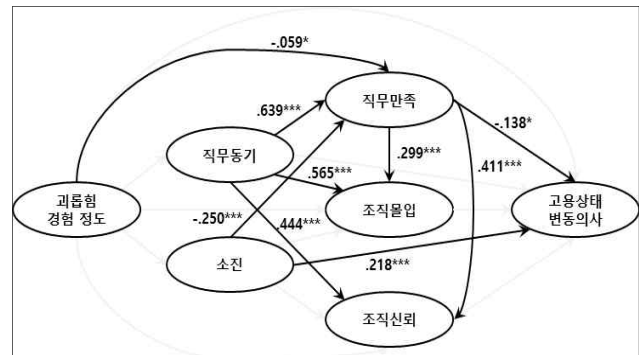 -.059*
직무만족
.639***
-.138*
직무동기
.299***
.411***
.565***
괴롭힘
경험 정도
조직몰입
고용상태
변동의사
-.250***
.444***
소진
.218***
조직신뢰